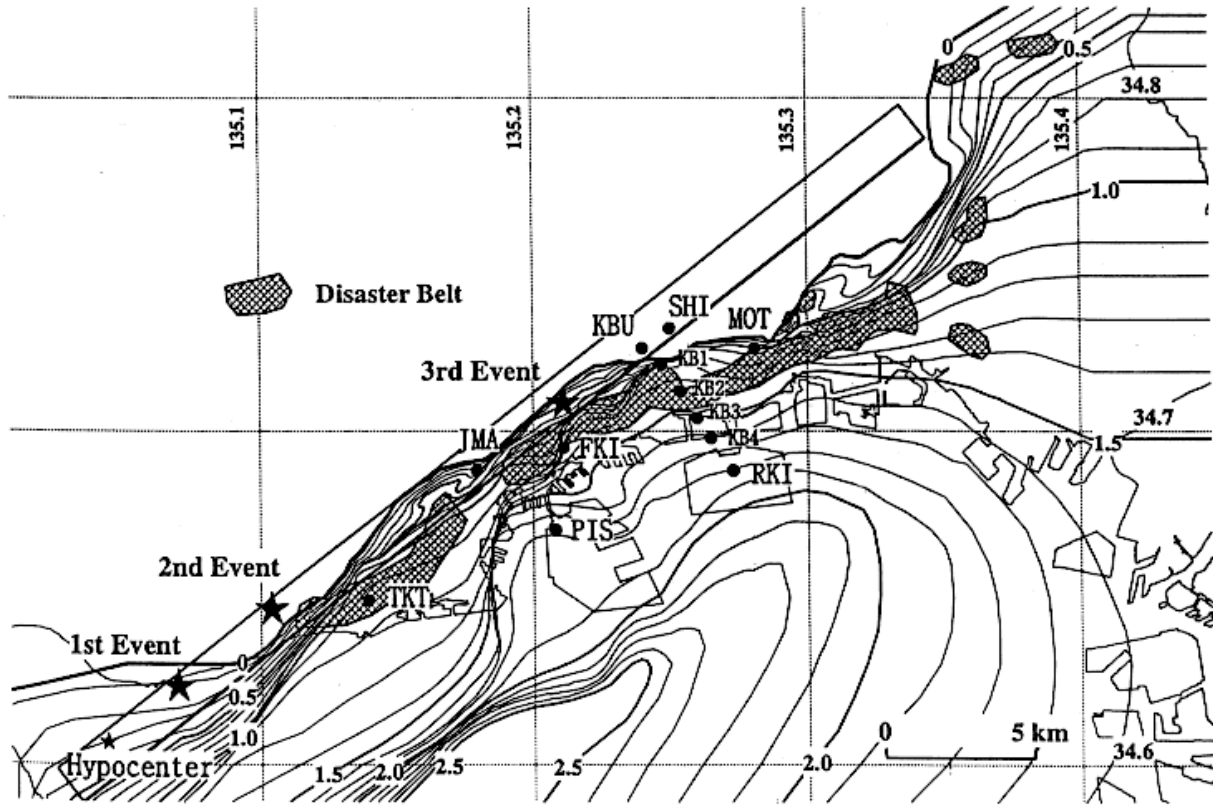 0
0.5
34.8
135.1
135.2
135.3
135.4
1.0
Disaster Belt
SHI
KBU
MOT
KB1
3rd Event
KB2
KB3
34.7
JMA
FKI
KB4
1.5
RKI
PIS
2nd Event
TKT
1st Event
0
0.5
0 5 km
1.0
Hypocenter
1.5
2.0
2.5
2.5
2.0
34.6